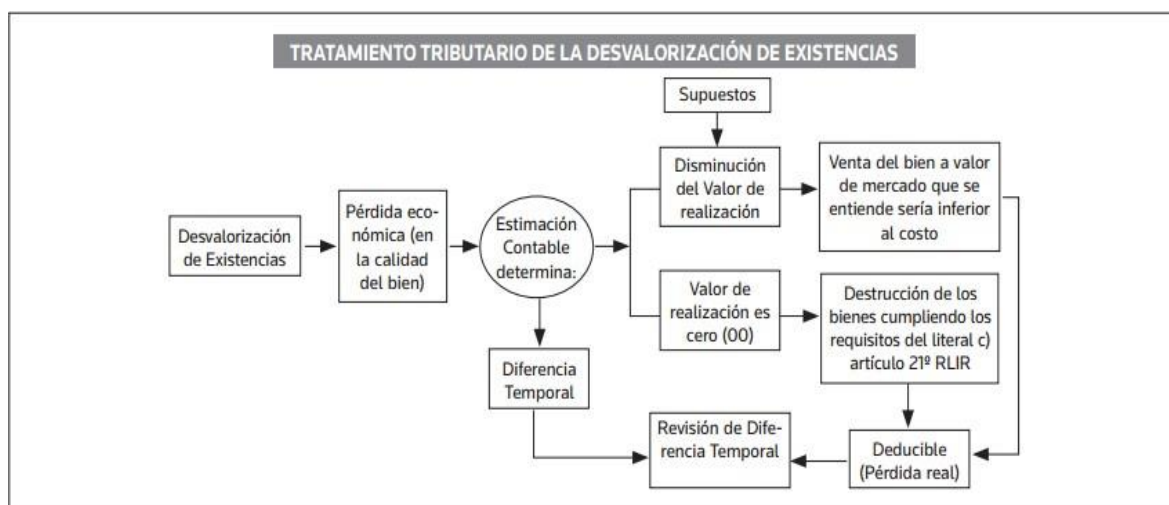 TRATAMIENTO TRIBUTARIO DE LA DESVALORIZACIÓN DE EXISTENCIAS
Supuestos
Desvalorización
de Existencias
Pérdida eco-
nómica (en
la calidad
del bien)
Estimación
Contable
determina:
Disminución
del Valor de
realización
Venta del bien a valor
de mercado que se
entiende sería inferior
al costo
Valor de
realización es
cero (00)
Destrucción de los
bienes cumpliendo los
requisitos del literal c)
artículo 21º RLIR
Diferencia
Temporal
Revisión de Dife-
rencia Temporal
Deducible
(Pérdida real)